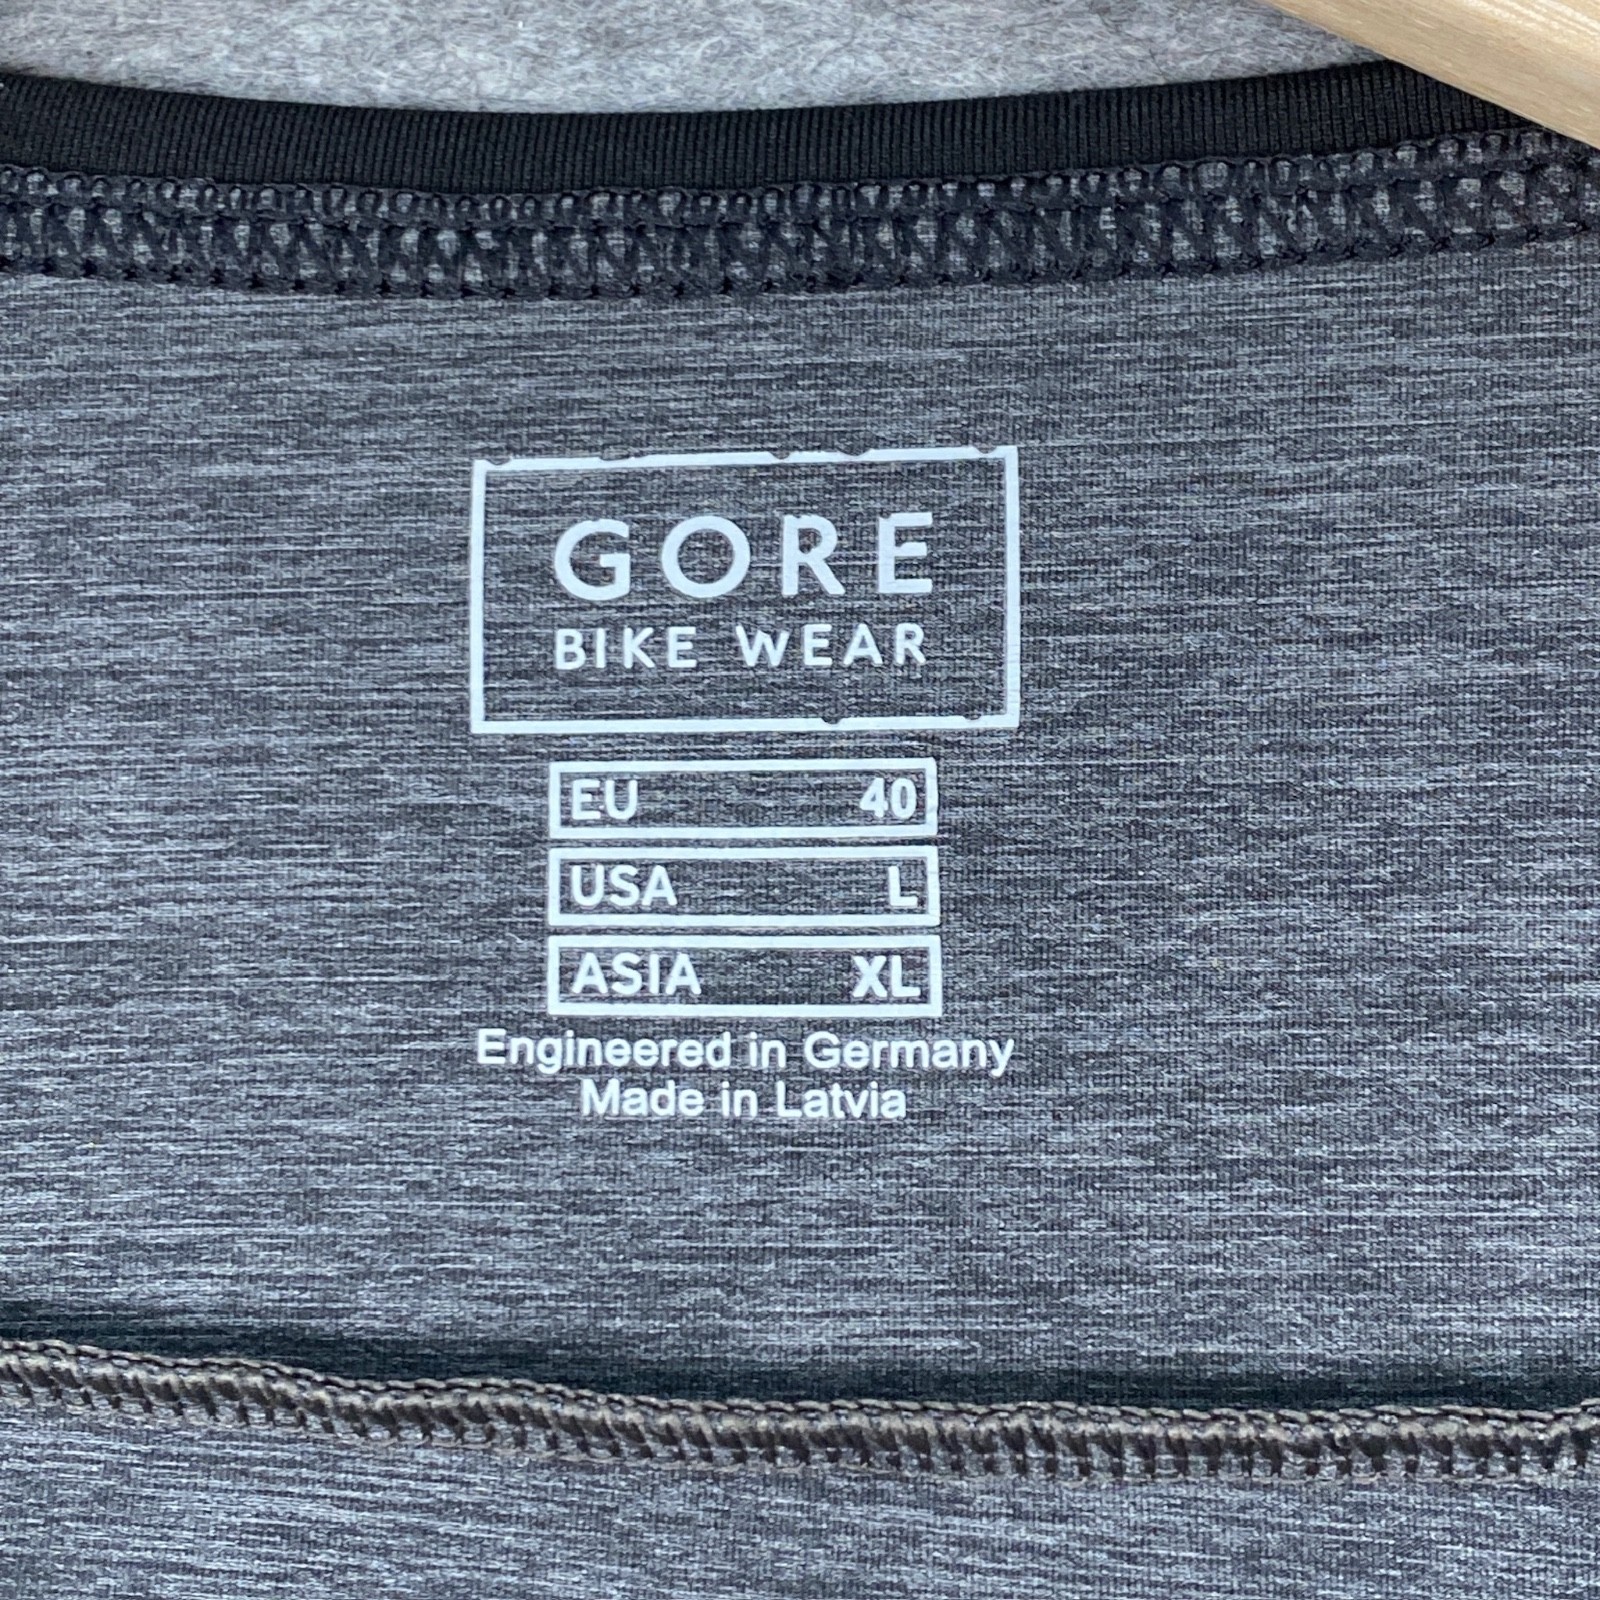 GORE
BIKE WEAR
EU 40
USA L
ASIA XL
Engineered in Germany
Made in Latvia